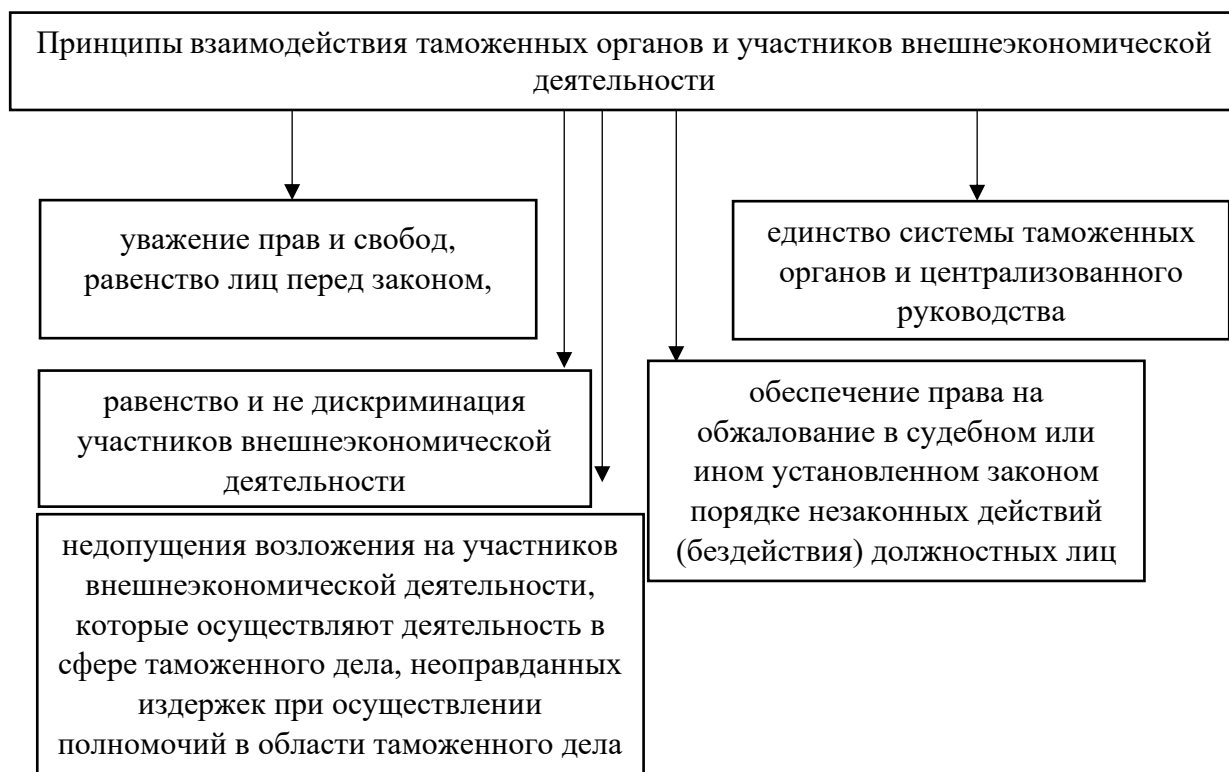 Принципы взаимодействия таможенных органов и участников внешнеэкономической
деятельности
уважение прав и свобод,
равенство лиц перед законом,
единство системы таможенных
органов и централизованного
руководства
равенство и не дискриминация
участников внешнеэкономической
деятельности
обеспечение права на
обжалование в судебном или
ином установленном законом
порядке незаконных действий
(бездействия) должностных лиц
недопущения возложения на участников
внешнеэкономической деятельности,
которые осуществляют деятельность в
сфере таможенного дела, неоправданных
издержек при осуществлении
полномочий в области таможенного дела